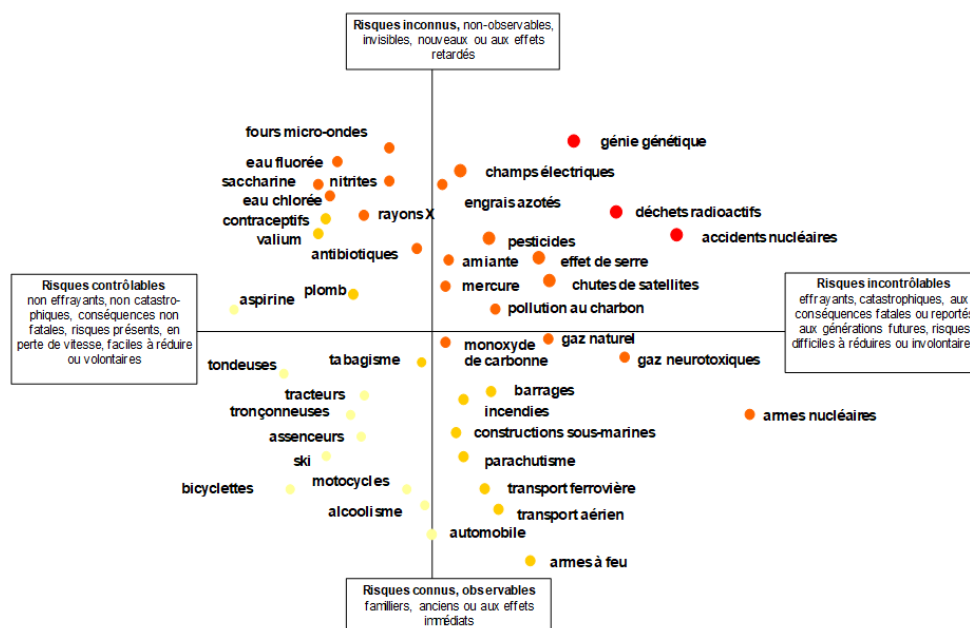 Risques inconnus, non-observables,
invisibles, nouveaux ou aux effets
retardés
fours micro-ondes
génie génétique
eau fluorée
champs électriques
saccharine
nitrites
eau chlorée
engrais azotés
contraceptifs
rayons X
déchets radioactifs
valium
pesticides
accidents nucléaires
antibiotiques
amiante
effet de serre
Risques contrôlables
non effrayants, non catastro-
phiques, conséquences non
fatales, risques présents, en
perte de vitesse, faciles à réduire
ou volontaires
aspirine
plomb
mercure
chutes de satellites
pollution au charbon
Risques incontrôlables
effrayants, catastrophiques, aux
conséquences fatales ou reportés
aux générations futures, risques
difficiles à réduires ou involontaires
monoxyde
de carbonne
gaz naturel
gaz neurotoxiques
tondeuses
tabagisme
tracteurs
barrages
tronçonneuses
incendies
armes nucléaires
assenceurs
constructions sous-marines
ski
parachutisme
bicyclettes
motocycles
transport ferrovière
alcoolisme
transport aérien
automobile
armes à feu
Risques connus, observables
familiers, anciens ou aux effets
immédiats